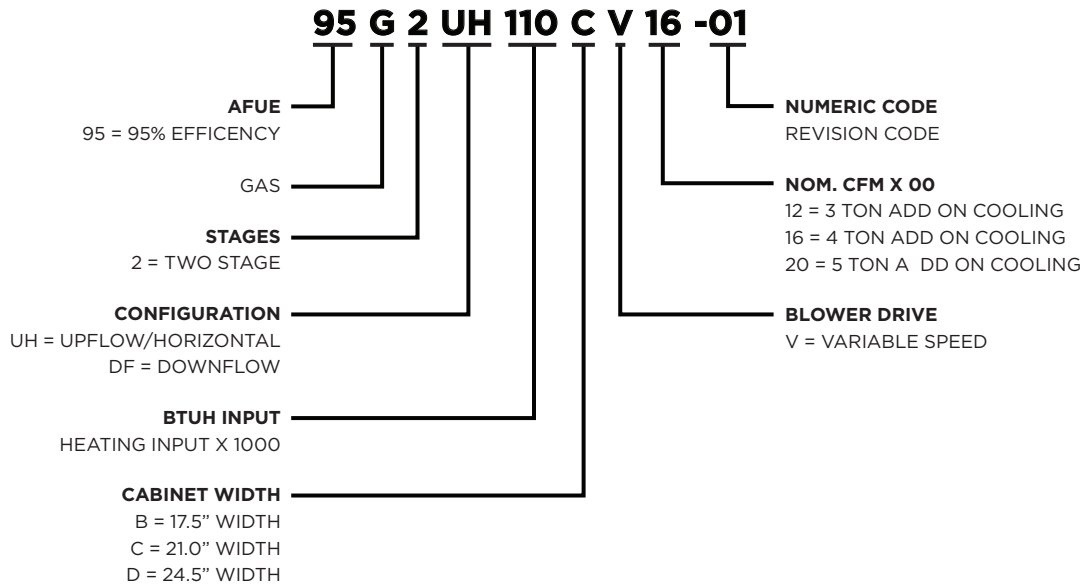 95 G 2 UH 110 C V 16 -01
AFUE
95 = 95% EFFICENCY
GAS
STAGES
2 = TWO STAGE
CONFIGURATION
UH = UPFLOW/HORIZONTAL
DF = DOWNFLOW
BTUH INPUT
HEATING INPUT X 1000
CABINET WIDTH
B = 17.5” WIDTH
C = 21.0” WIDTH
D = 24.5” WIDTH
NUMERIC CODE
REVISION CODE
NOM. CFM X 00
12 = 3 TON ADD ON COOLING
16 = 4 TON ADD ON COOLING
20 = 5 TON A DD ON COOLING
BLOWER DRIVE
V = VARIABLE SPEED